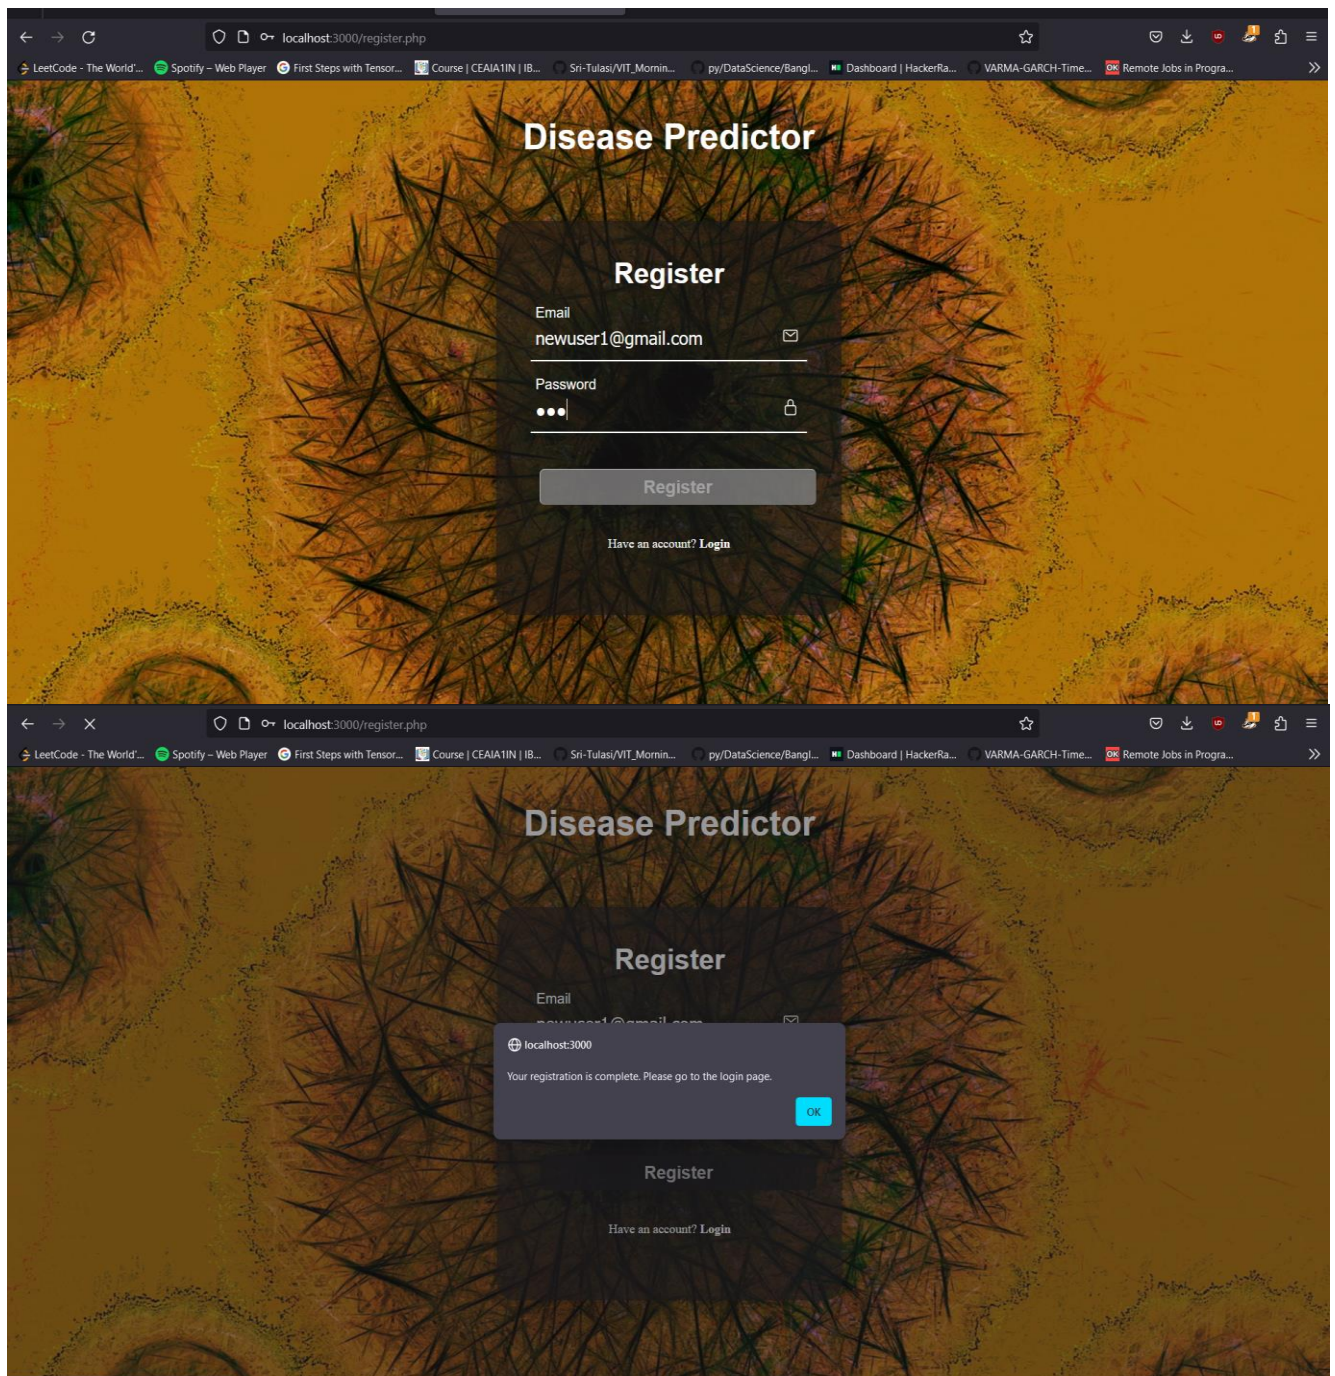 localhost:3000/register.php
LeetCode - The World'... Spotify – Web Player First Steps with Tensor... Course | CEAIA1IN | IB... Sri-Tulasi/VIT_Mornin... py/DataScience/Bangl... Dashboard | HackerRa... VARMA-GARCH-Time... OK Remote Jobs in Progra...
Disease Predictor
Register
Email
newuser1@gmail.com
Password
Register
Have an account? Login
localhost:3000/register.php
LeetCode - The World'... Spotify – Web Player First Steps with Tensor... Course | CEAIA1IN | IB... Sri-Tulasi/VIT_Mornin... py/DataScience/Bangl... Dashboard | HackerRa... VARMA-GARCH-Time... OK Remote Jobs in Progra...
Disease Predictor
Register
Email
newuser1@gmail.com
localhost:3000
Your registration is complete. Please go to the login page.
OK
Register
Have an account? Login